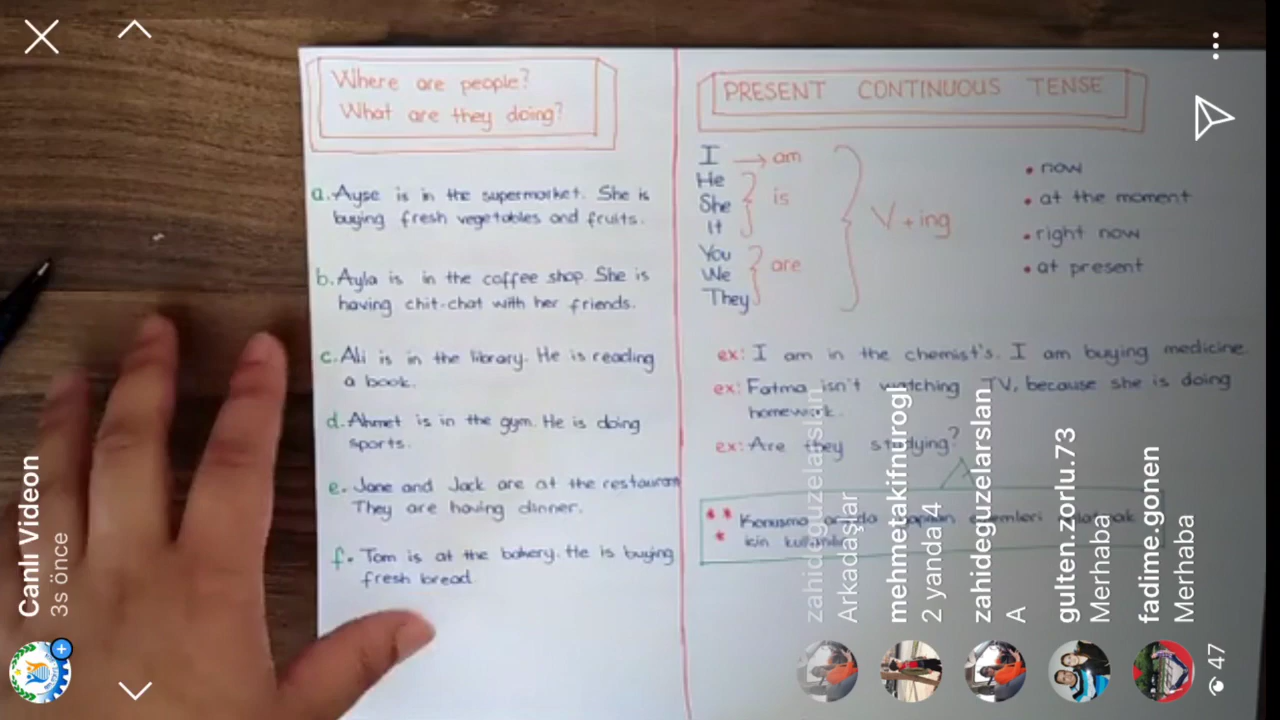 Where are people?
What are they doing?
a. Ayşe is in the supermarket. She is
buying fresh vegetables and fruits.
b. Ayla is in the coffee shop. She is
having chit-chat with her friends.
c. Ali is in the library. He is reading
a book.
d. Ahmet is in the gym. He is doing
sports.
e. Jane and Jack are at the restaurant
They are having dinner.
f. Tom is at the bakery. He is buying
fresh bread.
PRESENT CONTINUOUS TENSE
I → am
He
She
It
is
You
We
They
are
V+ing
• now
• at the moment
• right now
• at present
ex: I am in the chemist's. I am buying medicine.
ex: Fatma isn't watching TV, because she is doing
homework.
ex: Are they studying?
** Konuşma
* için
Canlı Videon
3s önce
zahideguzelarslan
Arkadaşlar
mehmetakifnurogl
2 yanda 4
zahideguzelarslan
A
gulten.zorlu.73
Merhaba
fadime.gonen
Merhaba
47